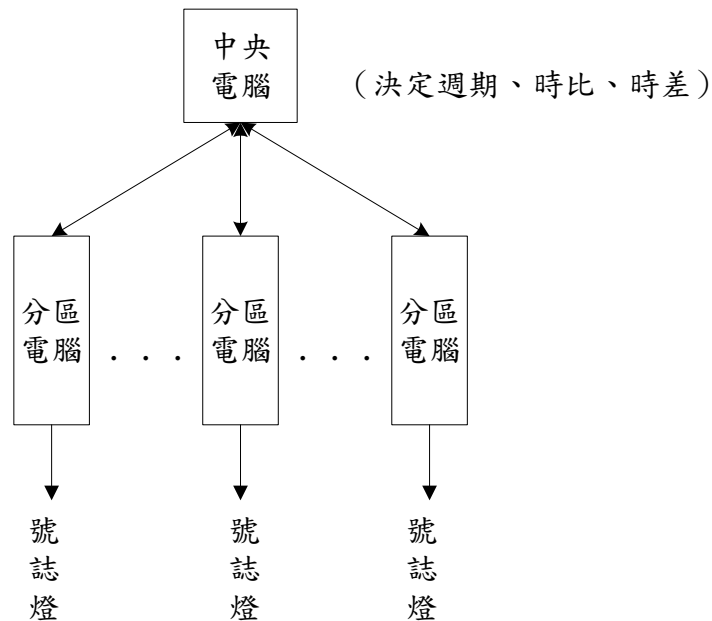 中央
電腦
（決定週期、時比、時差）
分區
電腦
. . .
分區
電腦
. . .
分區
電腦
號誌燈
號誌燈
號誌燈